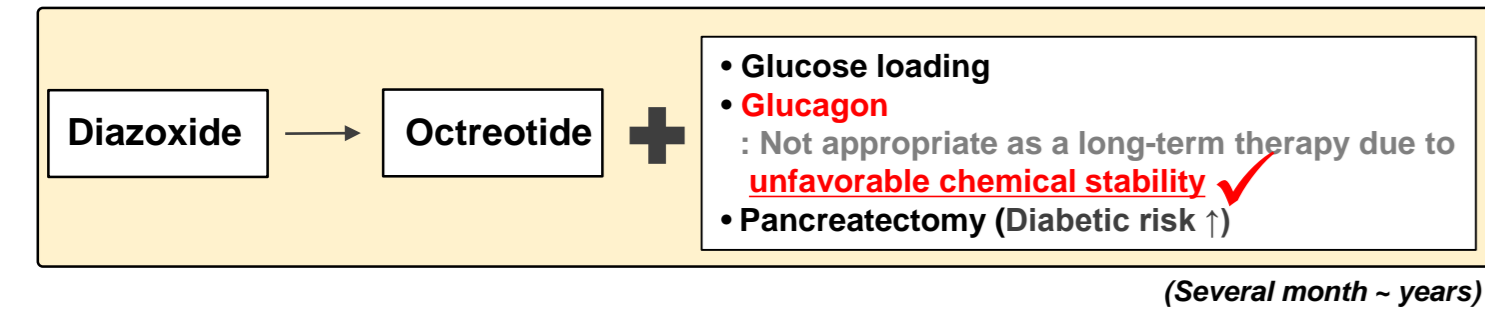 Diazoxide
Octreotide
• Glucose loading
• Glucagon
: Not appropriate as a long-term therapy due to
unfavorable chemical stability
• Pancreatectomy (Diabetic risk ↑)
(Several month ~ years)